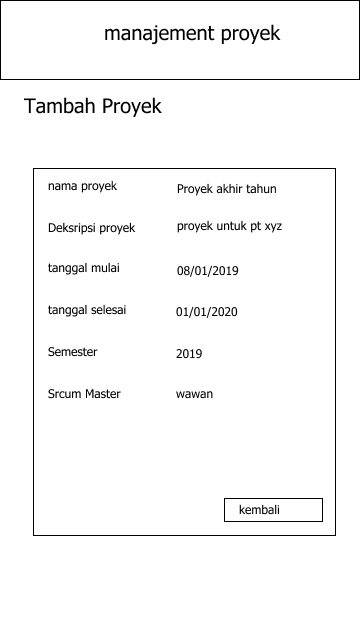 manajement proyek
Tambah Proyek
nama proyek Proyek akhir tahun
Deksripsi proyek proyek untuk pt xyz
tanggal mulai 08/01/2019
tanggal selesai 01/01/2020
Semester 2019
Srcum Master wawan
kembali